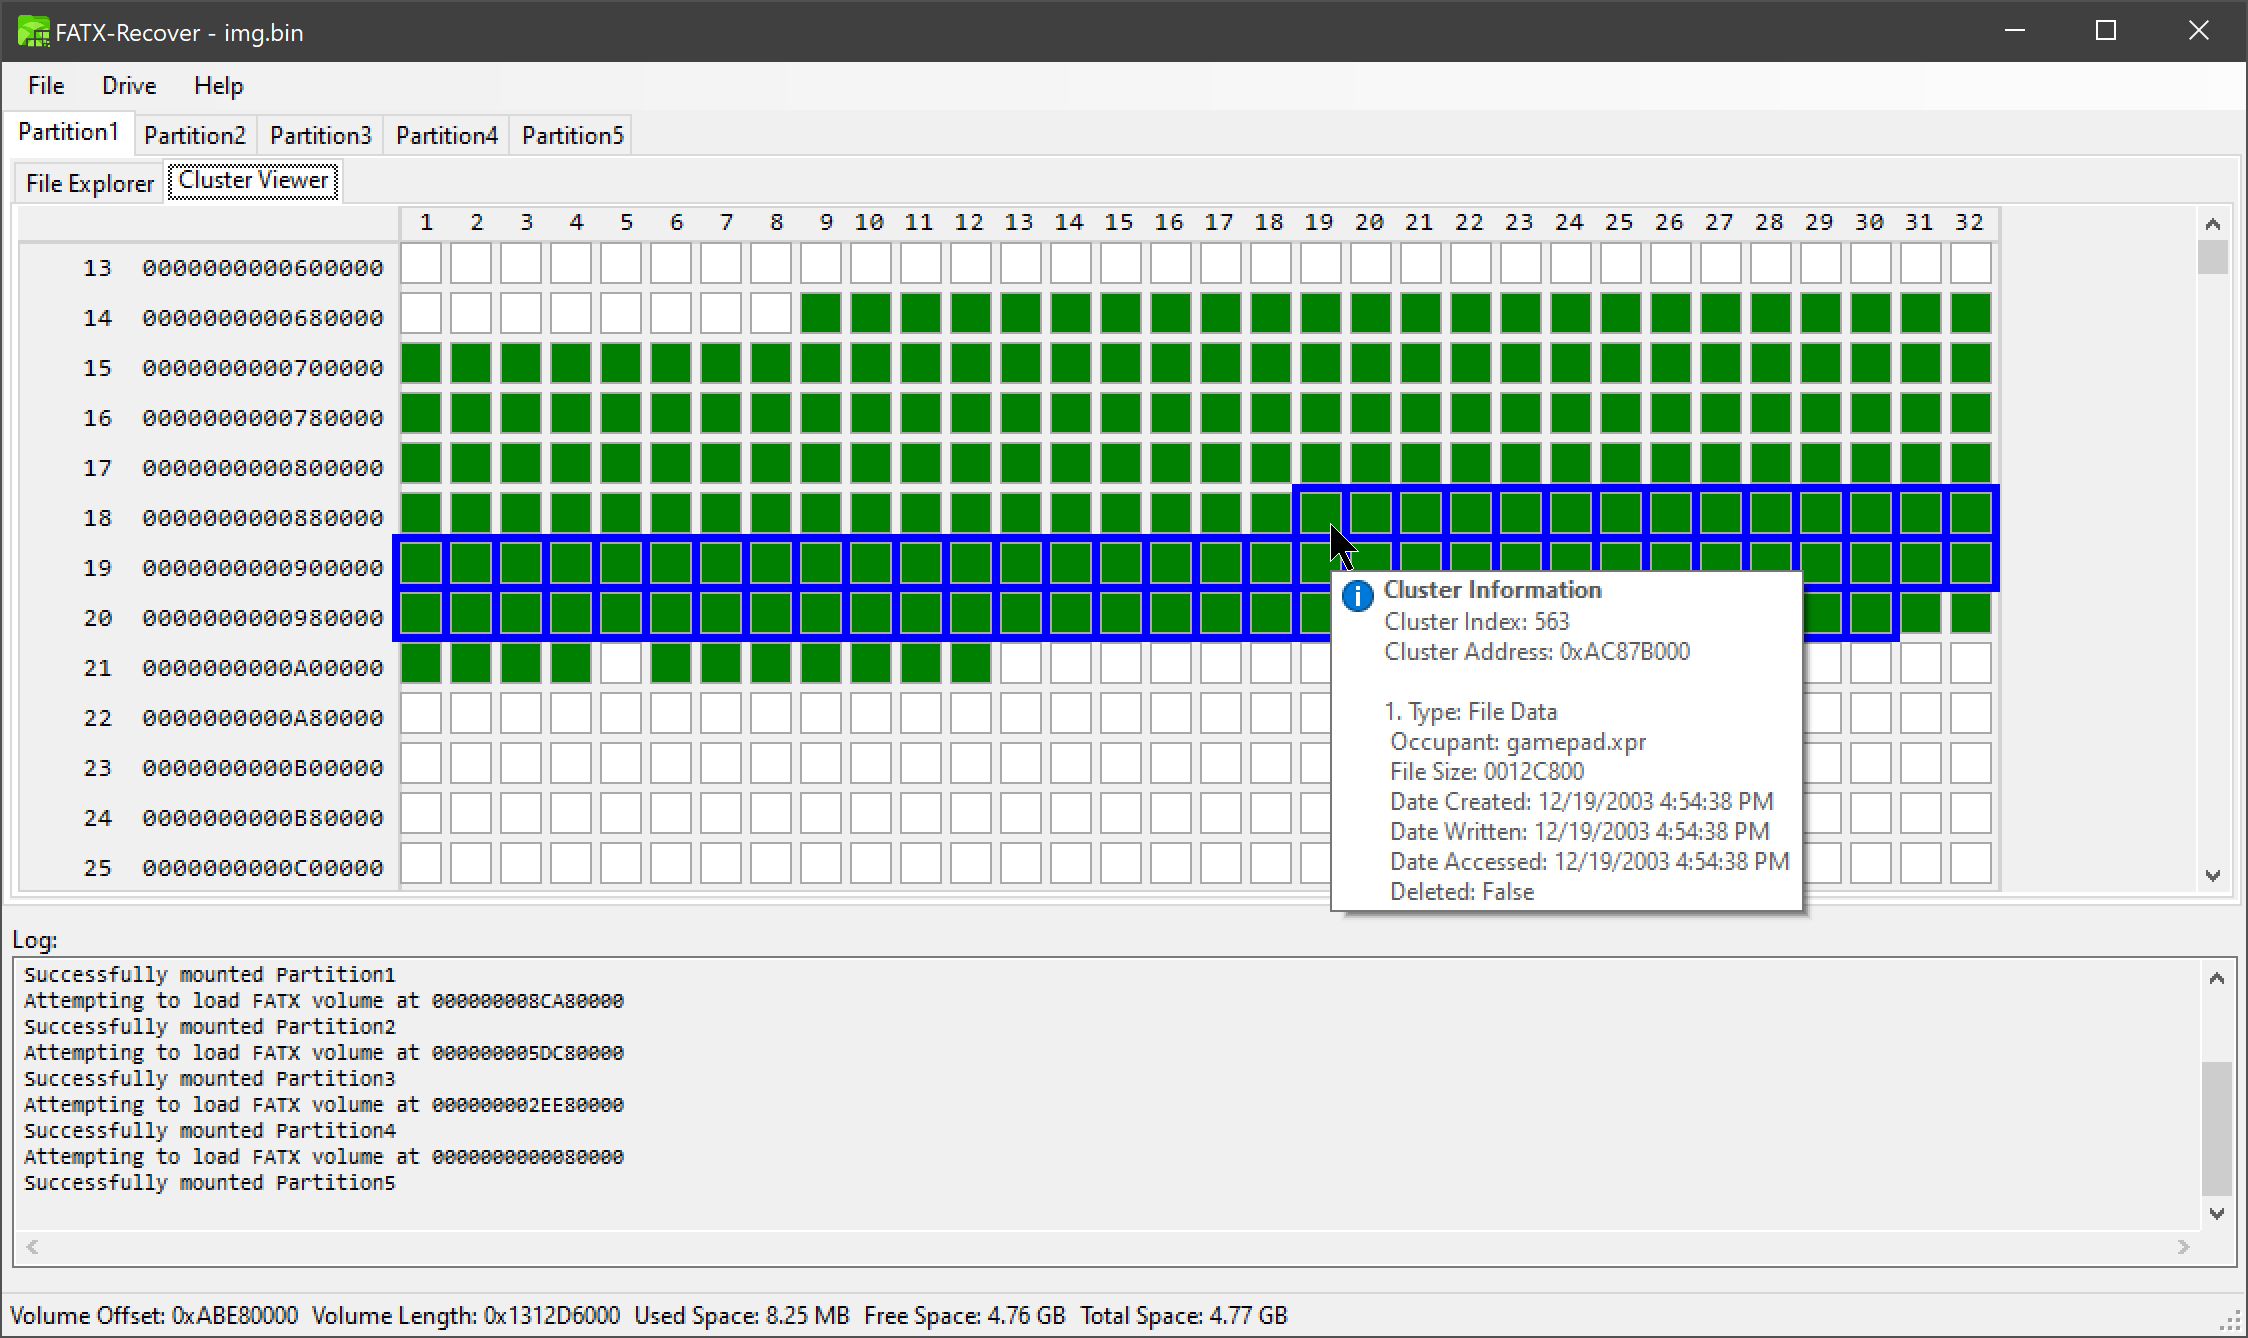 FATX-Recover - img.bin
File Drive Help
Partition1 Partition2 Partition3 Partition4 Partition5
File Explorer Cluster Viewer
1 2 3 4 5 6 7 8 9 10 11 12 13 14 15 16 17 18 19 20 21 22 23 24 25 26 27 28 29 30 31 32
13 0000000000600000
14 0000000000680000
15 0000000000700000
16 0000000000780000
17 0000000000800000
18 0000000000880000
19 0000000000900000
20 0000000000980000
21 0000000000A00000
22 0000000000A80000
23 0000000000B00000
24 0000000000B80000
25 0000000000C00000
Cluster Information
Cluster Index: 563
Cluster Address: 0xAC87B000
1. Type: File Data
Occupant: gamepad.xpr
File Size: 0012C800
Date Created: 12/19/2003 4:54:38 PM
Date Written: 12/19/2003 4:54:38 PM
Date Accessed: 12/19/2003 4:54:38 PM
Deleted: False
Log:
Successfully mounted Partition1
Attempting to load FATX volume at 000000008CA80000
Successfully mounted Partition2
Attempting to load FATX volume at 000000005DC80000
Successfully mounted Partition3
Attempting to load FATX volume at 000000002EE80000
Successfully mounted Partition4
Attempting to load FATX volume at 0000000000080000
Successfully mounted Partition5
Volume Offset: 0xABE80000 Volume Length: 0x1312D6000 Used Space: 8.25 MB Free Space: 4.76 GB Total Space: 4.77 GB